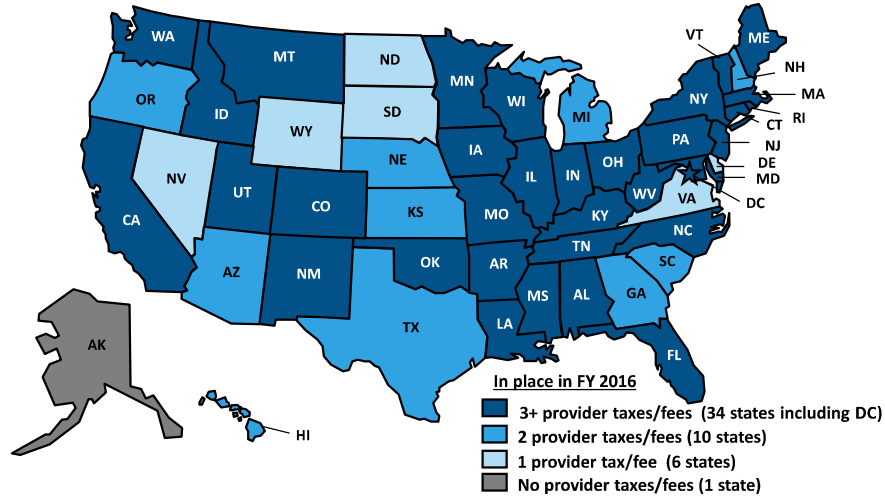 WA
MT
ND
MN
VT
ME
NH
MA
RI
CT
NJ
DE
MD
DC
OR
ID
WY
SD
WI
MI
NY
PA
NE
IA
IL
IN
OH
WV
VA
NV
UT
CO
KS
MO
KY
NC
CA
AZ
NM
OK
AR
TN
SC
TX
LA
MS
AL
GA
FL
AK
HI
In place in FY 2016
3+ provider taxes/fees (34 states including DC)
2 provider taxes/fees (10 states)
1 provider tax/fee (6 states)
No provider taxes/fees (1 state)